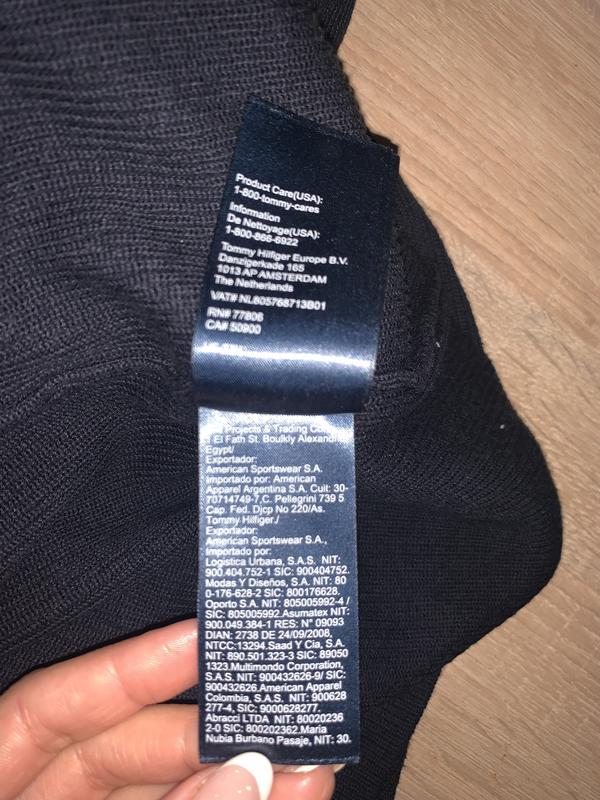 Product Care(USA):
1-800-tommy-cares
Information
De Nettoyage(USA):
1-800-866-6922
Tommy Hilfiger Europe B.V.
Danzigerkade 165
1013 AP AMSTERDAM
The Netherlands
VAT# NL805768713B01
RN# 77806
CA# 50900
Projects & Trading
El Fath St. Boulkly Alexandria
Egypt/
Exportador:
American Sportswear S.A.
Importado por: American
Apparel Argentina S.A. Cuit: 30-
70714749-7,C. Pellegrini 739 5
Cap. Fed. Djcp No 220/As.
Tommy Hilfiger./
Exportador:
American Sportswear S.A.,
Importado por:
Logistica Urbana, S.A.S. NIT:
900.404.752-1 SIC: 900404752.
Modas Y Diseños, S.A. NIT: 80
0-176-628-2 SIC: 800176628.
Oporto S.A. NIT: 805005992-4 /
SIC: 805005992.Asumatex NIT:
900.049.384-1 RES: N° 09093
DIAN: 2738 DE 24/09/2008,
NTCC:13294.Saad Y Cia, S.A.
NIT: 890.501.323-3 SIC: 89050
1323.Multimondo Corporation,
S.A.S. NIT: 900432626-9/ SIC:
900432626.American Apparel
Colombia, S.A.S. NIT: 900628
277-4, SIC: 9000628277.
Abracci LTDA NIT: 80020236
2-0 SIC: 800202362.Maria
Nubia Burbano Pasaje, NIT: 30.